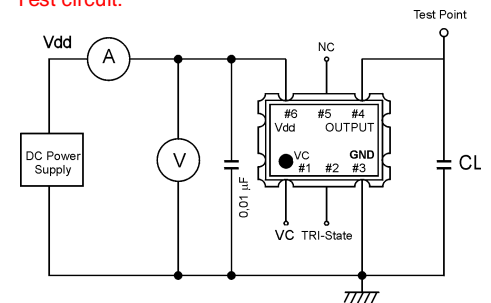 Test circuit:
Test Point
Vdd
A
NC
#6 #5 #4
Vdd OUTPUT
DC Power
Supply
V
0,01 µF
VC GND
#1 #2 #3
CL
VC TRI-State